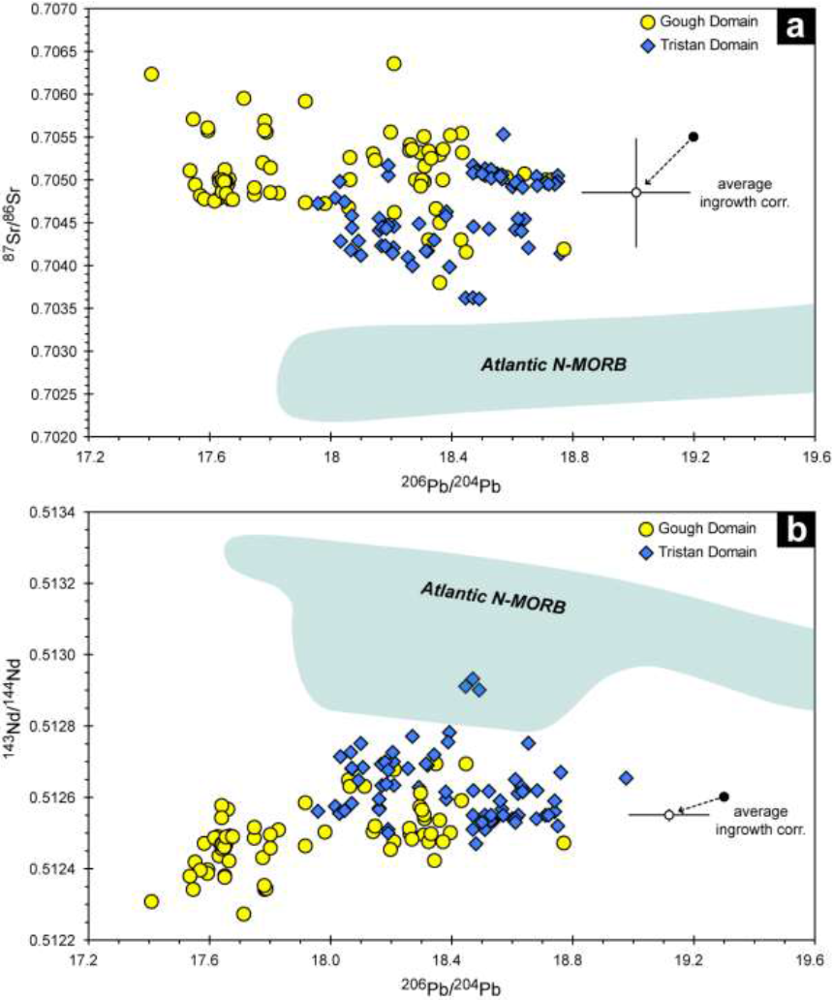 0.7070
Gough Domain
a
Tristan Domain
0.7065
0.7060
0.7055
0.7050
average
ingrowth corr.
0.7045
0.7040
0.7035
0.7030
Atlantic N-MORB
0.7025
0.7020
87Sr/86Sr
17.2 17.6 18 18.4 18.8 19.2 19.6
206Pb/204Pb
0.5134
Gough Domain
b
Tristan Domain
0.5132
Atlantic N-MORB
0.5130
0.5128
0.5126
average
ingrowth corr.
0.5124
0.5122
143Nd/144Nd
17.2 17.6 18.0 18.4 18.8 19.2 19.6
206Pb/204Pb